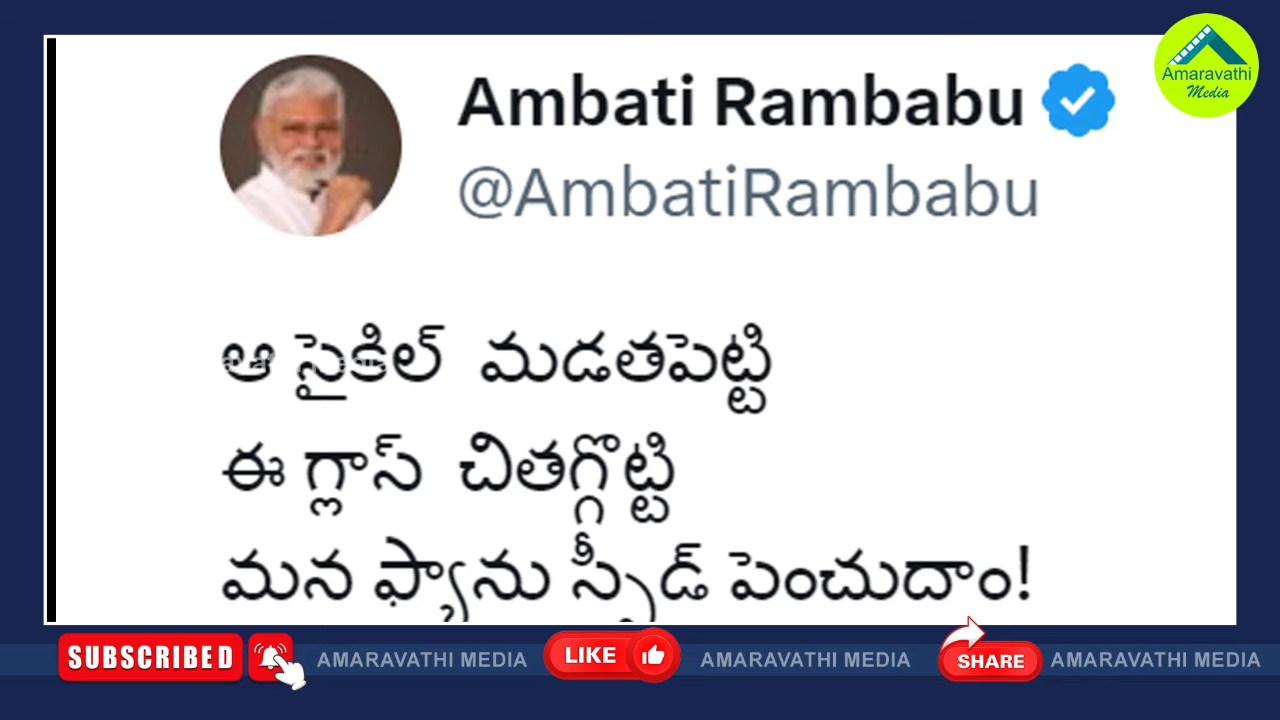 Amaravathi
Media
Ambati Rambabu
@AmbatiRambabu
ఆ సైకిల్ మడతపెట్టి
ఈ గ్లాస్ చితగ్గొట్టి
మన ఫ్యాను స్పీడ్ పెంచుదాం!
SUBSCRIBED AMARAVATHI MEDIA LIKE AMARAVATHI MEDIA SHARE AMARAVATHI MEDIA